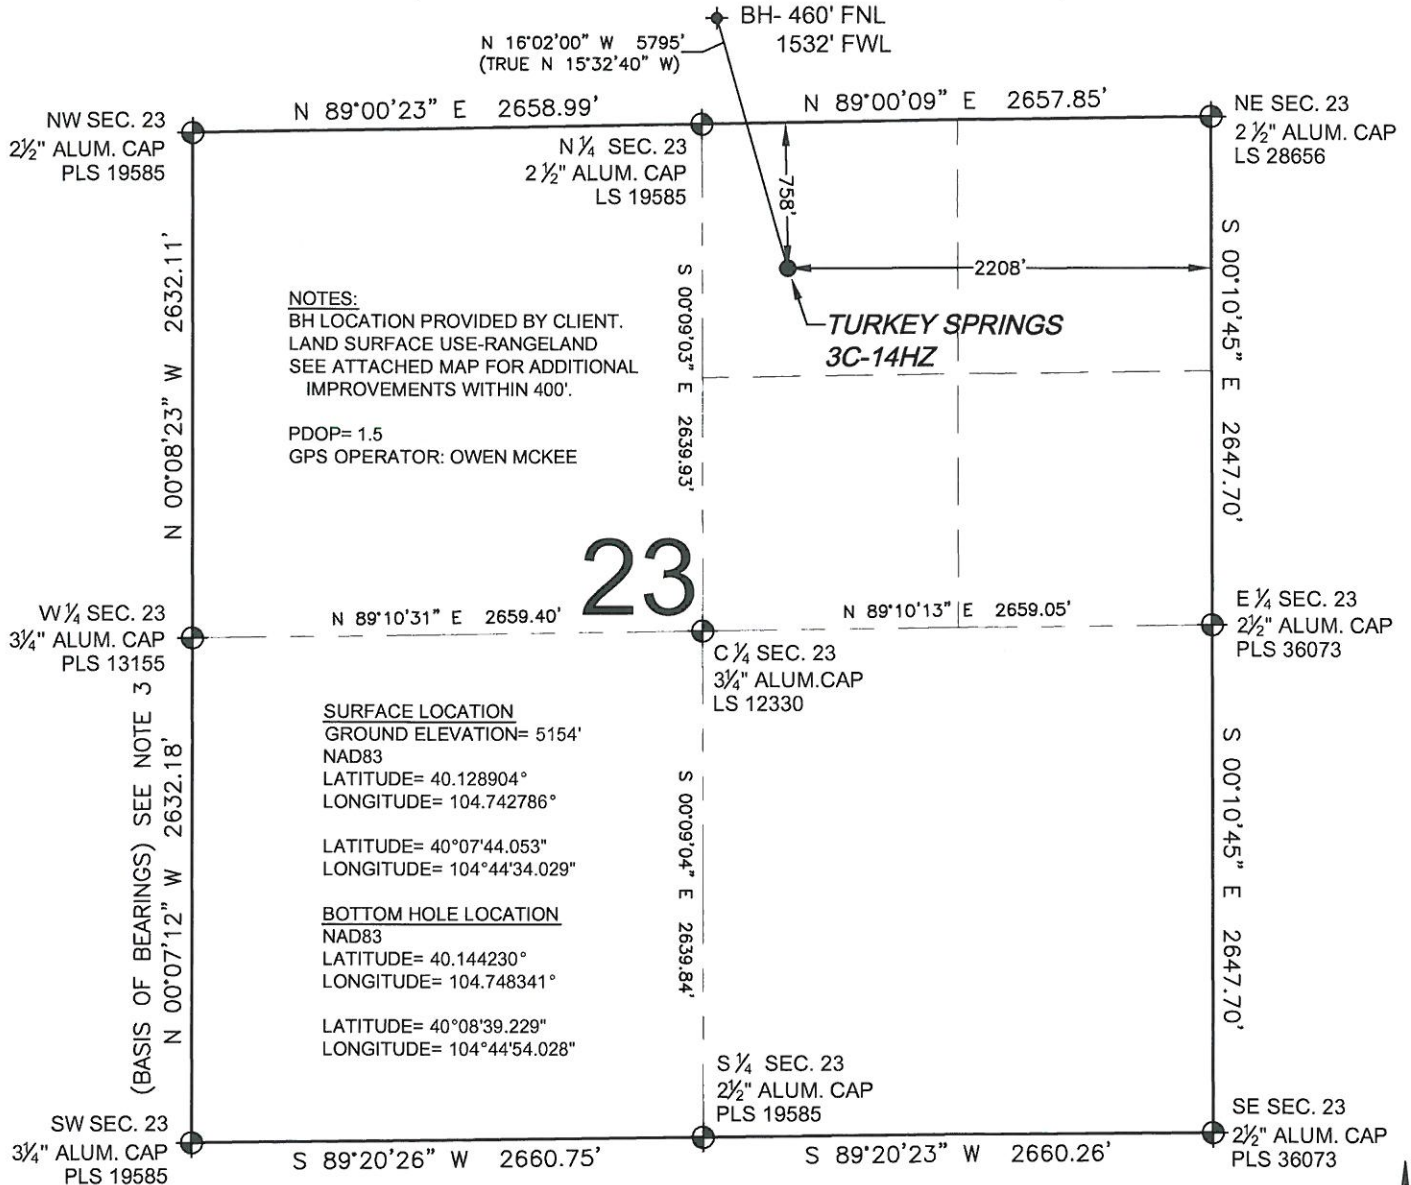 BH- 460' FNL
1532' FWL
N 16°02'00" W 5795'
(TRUE N 15°32'40" W)
NW SEC. 23
2½" ALUM. CAP
PLS 19585
N 89°00'23" E 2658.99'
N ¼ SEC. 23
2 ½" ALUM. CAP
LS 19585
N 89°00'09" E 2657.85'
NE SEC. 23
2 ½" ALUM. CAP
LS 28656
758'
2208'
TURKEY SPRINGS
3C-14HZ
N 00°08'23" W 2632.11'
NOTES:
BH LOCATION PROVIDED BY CLIENT.
LAND SURFACE USE-RANGELAND
SEE ATTACHED MAP FOR ADDITIONAL
IMPROVEMENTS WITHIN 400'.
PDOP= 1.5
GPS OPERATOR: OWEN MCKEE
S 00°09'03" E 2639.93'
S 00°10'45" E 2647.70'
23
W ¼ SEC. 23
3¼" ALUM. CAP
PLS 13155
N 89°10'31" E 2659.40'
C ¼ SEC. 23
3¼" ALUM.CAP
LS 12330
N 89°10'13" E 2659.05'
E ¼ SEC. 23
2½" ALUM. CAP
PLS 36073
(BASIS OF BEARINGS) SEE NOTE 3
N 00°07'12" W 2632.18'
SURFACE LOCATION
GROUND ELEVATION= 5154'
NAD83
LATITUDE= 40.128904°
LONGITUDE= 104.742786°
LATITUDE= 40°07'44.053"
LONGITUDE= 104°44'34.029"
BOTTOM HOLE LOCATION
NAD83
LATITUDE= 40.144230°
LONGITUDE= 104.748341°
LATITUDE= 40°08'39.229"
LONGITUDE= 104°44'54.028"
S 00°09'04" E 2639.84'
S 00°10'45" E 2647.70'
SW SEC. 23
3¼" ALUM. CAP
PLS 19585
S 89°20'26" W 2660.75'
S ¼ SEC. 23
2½" ALUM. CAP
PLS 19585
S 89°20'23" W 2660.26'
SE SEC. 23
2½" ALUM. CAP
PLS 36073